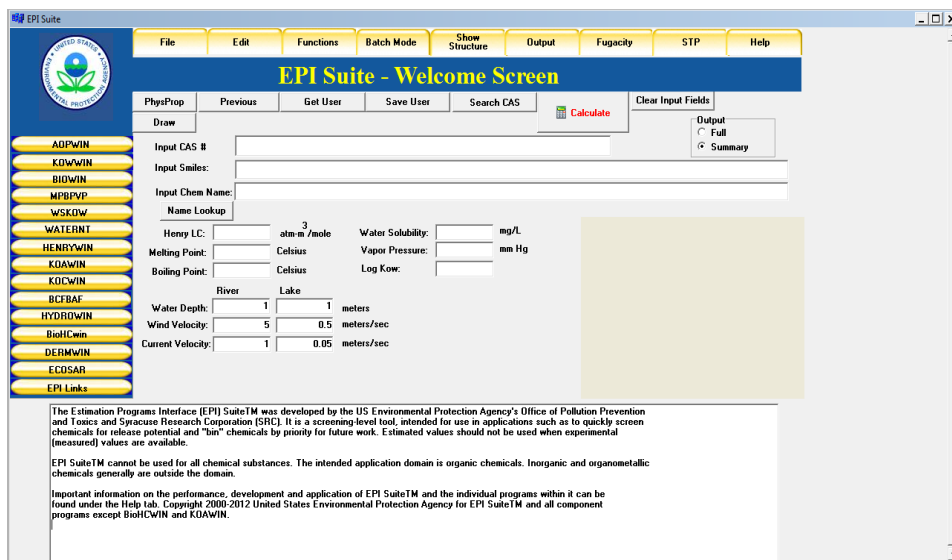 EPI Suite
File Edit Functions Batch Mode Show Structure Output Fugacity STP Help
UNITED STATES
ENVIRONMENTAL PROTECTION AGENCY
EPI Suite - Welcome Screen
PhysProp Previous Get User Save User Search CAS Calculate Clear Input Fields
Draw
Output
Full
Summary
AOPWIN
KOWWIN
BIOWIN
MPBPVP
WSKOW
WATERNT
HENRYWIN
KOAWIN
KOCWIN
BCFBAF
HYDROWIN
BioHCwin
DERMWIN
ECOSAR
EPI Links
Input CAS #
Input Smiles:
Input Chem Name:
Name Lookup
Henry LC: atm-m3/mole Water Solubility: mg/L
Melting Point: Celsius Vapor Pressure: mm Hg
Boiling Point: Celsius Log Kow:
River Lake
Water Depth: 1 1 meters
Wind Velocity: 5 0.5 meters/sec
Current Velocity: 1 0.05 meters/sec
The Estimation Programs Interface (EPI) SuiteTM was developed by the US Environmental Protection Agency's Office of Pollution Prevention
and Toxics and Syracuse Research Corporation (SRC). It is a screening-level tool, intended for use in applications such as to quickly screen
chemicals for release potential and "bin" chemicals by priority for future work. Estimated values should not be used when experimental
(measured) values are available.
EPI SuiteTM cannot be used for all chemical substances. The intended application domain is organic chemicals. Inorganic and organometallic
chemicals generally are outside the domain.
Important information on the performance, development and application of EPI SuiteTM and the individual programs within it can be
found under the Help tab. Copyright 2000-2012 United States Environmental Protection Agency for EPI SuiteTM and all component
programs except BioHCWIN and KOAWIN.